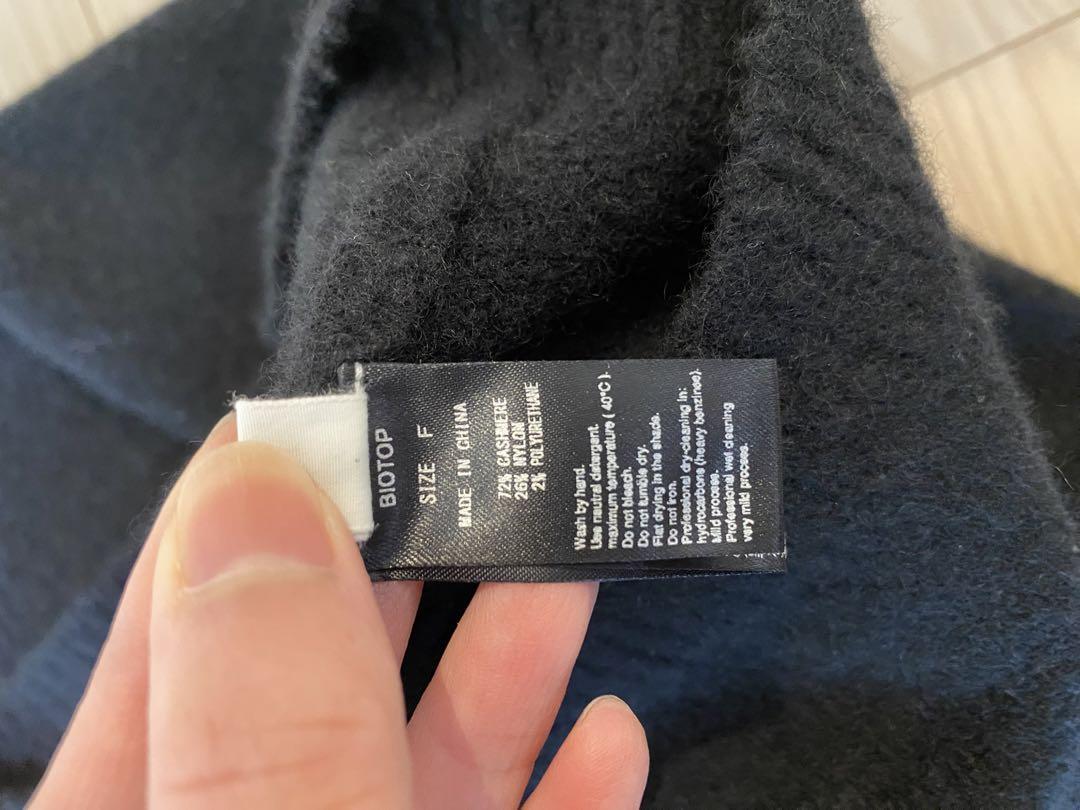 BIOTOP
SIZE F
MADE IN CHINA
72% CASHMERE
26% NYLON
2% POLYURETHANE
Wash by hand.
Use neutral detergent.
maximum temperature ( 40°C ).
Do not bleach.
Do not tumble dry.
Flat drying in the shade.
Do not iron.
Professional dry-cleaning in:
hydrocarbons (heavy benzines).
Mild process.
Professional wet cleaning
very mild process.